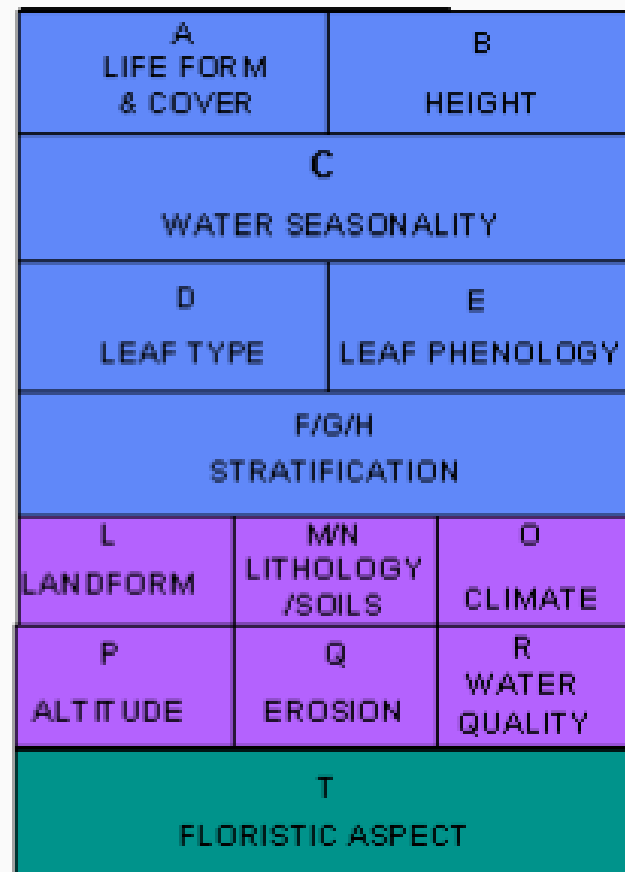 A
LIFE FORM
& COVER
B
HEIGHT
C
WATER SEASONALITY
D
LEAF TYPE
E
LEAF PHENOLOGY
F/G/H
STRATIFICATION
L
LANDFORM
M/N
LITHOLOGY
/SOILS
O
CLIMATE
P
ALTITUDE
Q
EROSION
R
WATER
QUALITY
T
FLORISTIC ASPECT